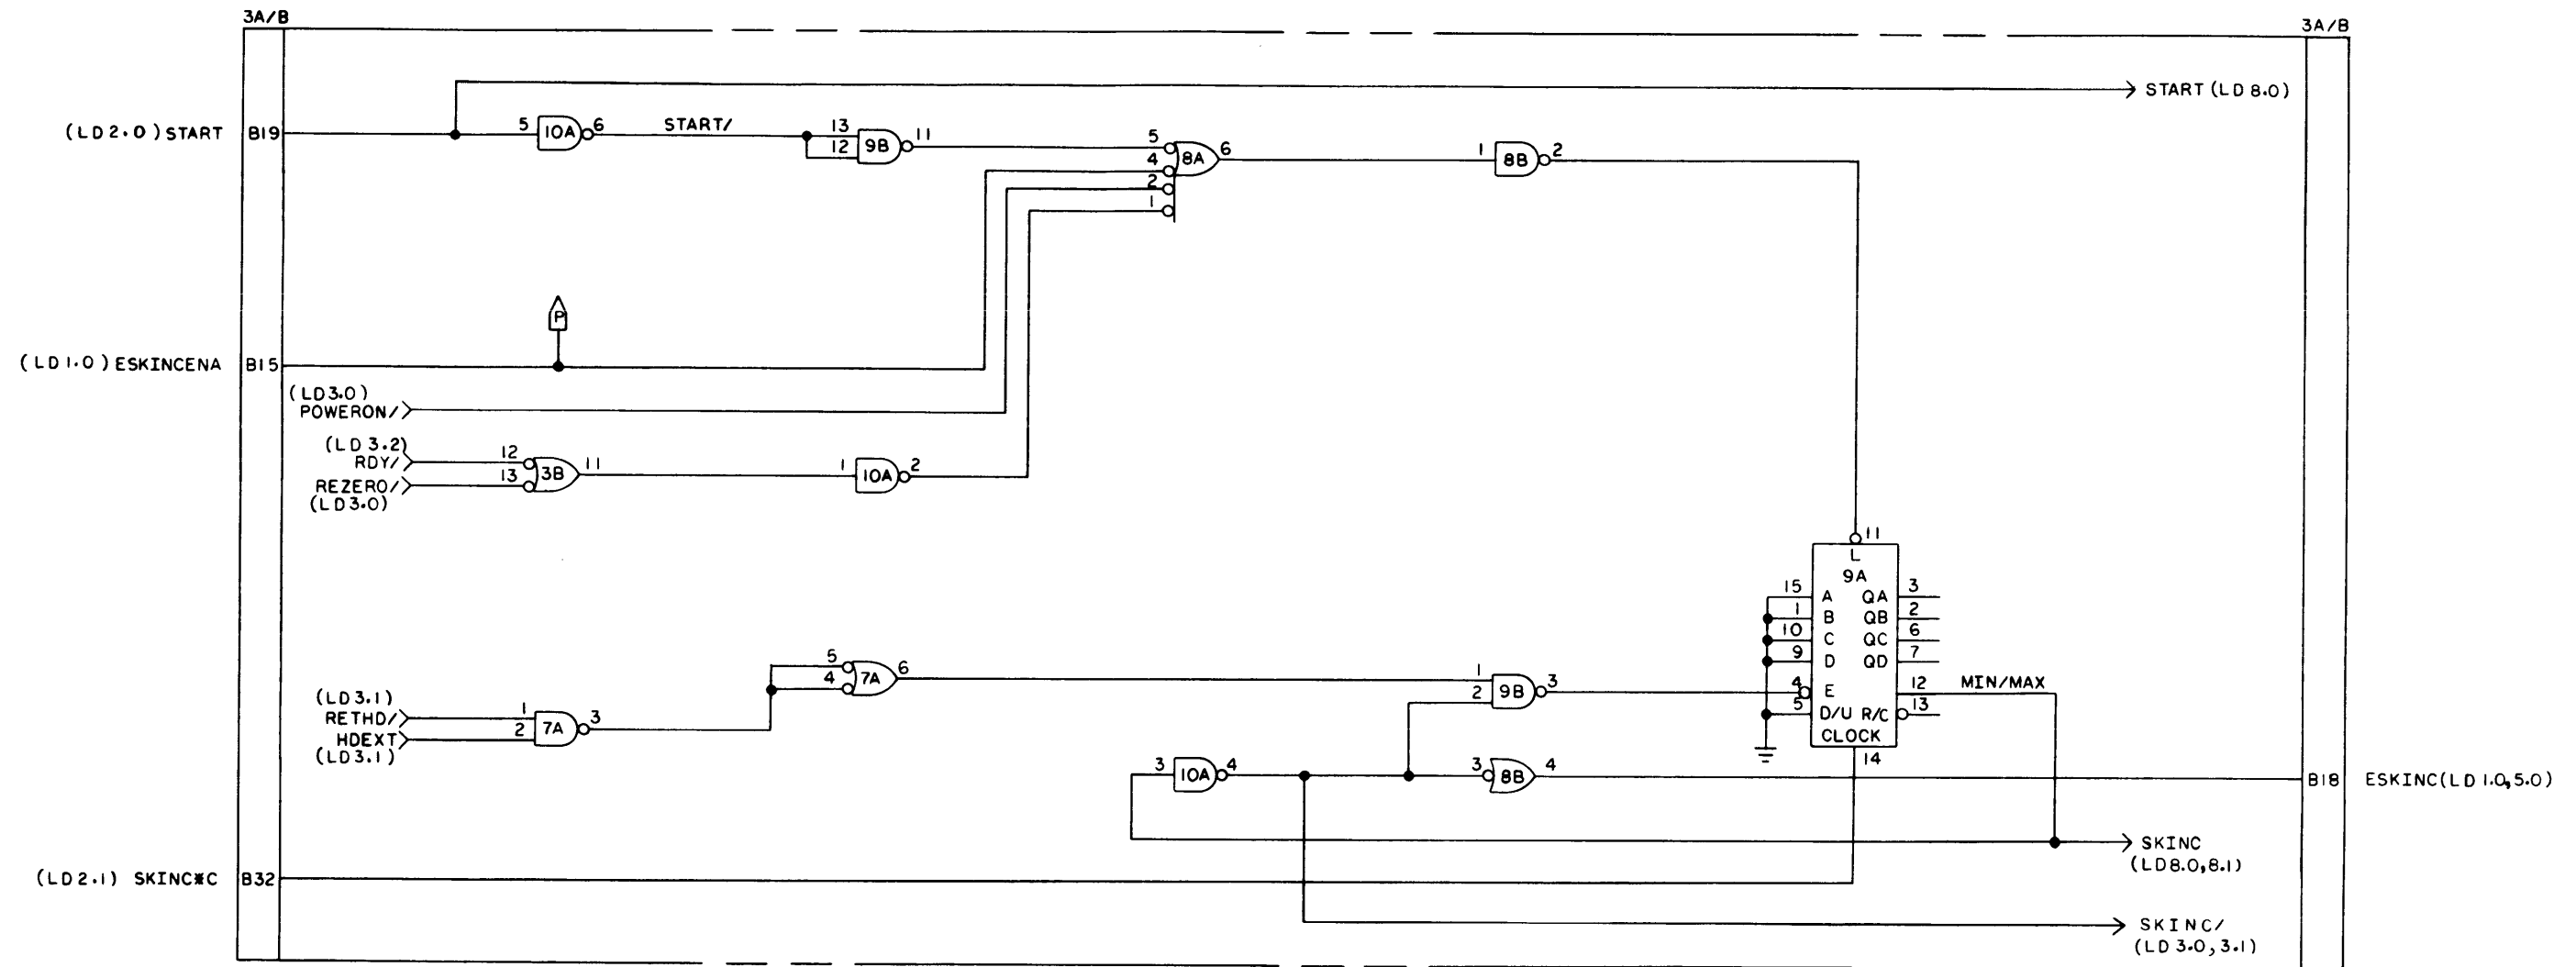 3A/B
3A/B
START (LD 8.0)
(LD 2.0) START B19
5 10A 6
START/
13
12
9B 11
5
4
2
1
8A 6
1 8B 2
P
(LD 1.0) ESKINCENA B15
(LD3.0)
POWERON/
(LD 3.2)
RDY/
REZERO/
(LD3.0)
12
13
3B 11
1 10A 2
11
L
9A
15 A QA 3
1 B QB 2
10 C QC 6
9 D QD 7
4 E 12 MIN/MAX
5 D/U R/C 13
CLOCK
14
(LD3.1)
RETHD/
HDEXT
(LD3.1)
1
2
7A 3
5
4
7A 6
1
2
9B 3
3 10A 4
3 8B 4
B18 ESKINC(LD 1.0,5.0)
SKINC
(LD8.0,8.1)
(LD2.1) SKINC*C B32
SKINC/
(LD 3.0, 3.1)